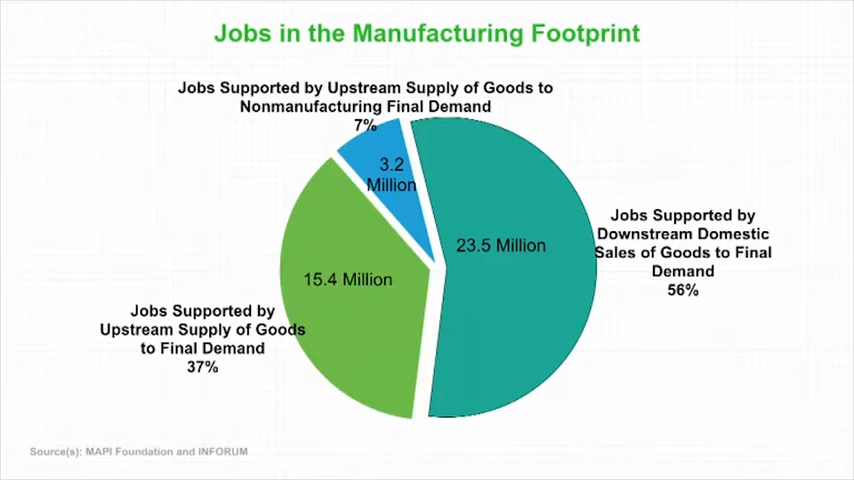 Jobs in the Manufacturing Footprint
Jobs Supported by Upstream Supply of Goods to
Nonmanufacturing Final Demand
7%
3.2
Million
23.5 Million
Jobs Supported by
Downstream Domestic
Sales of Goods to Final
Demand
56%
15.4 Million
Jobs Supported by
Upstream Supply of Goods
to Final Demand
37%
Source(s): MAPI Foundation and INFORUM